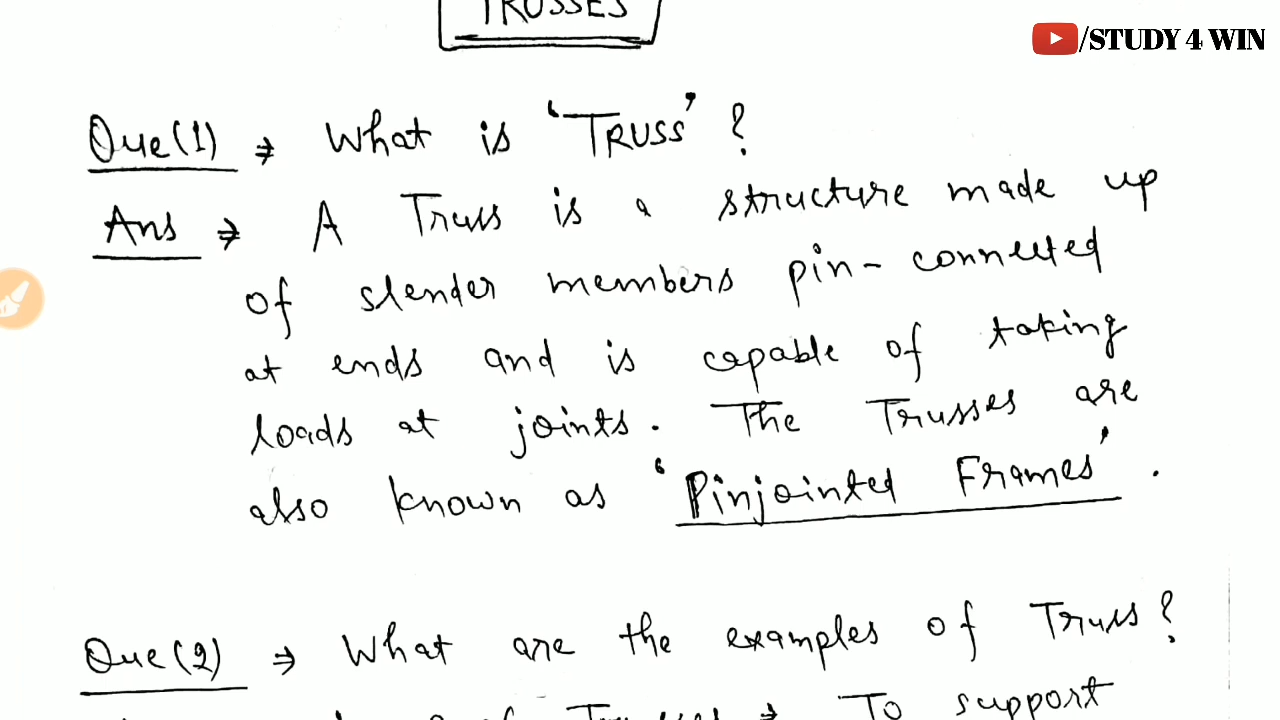 TRUSSES
/STUDY 4 WIN
Que(1) ⇒ What is 'TRUSS' ?
Ans ⇒ A Truss is a structure made up
of slender members pin-connected
at ends and is capable of taking
loads at joints. The Trusses are
also known as 'Pinjointed Frames'.
Que(2) ⇒ What are the examples of Truss?
Trusses ⇒ To support